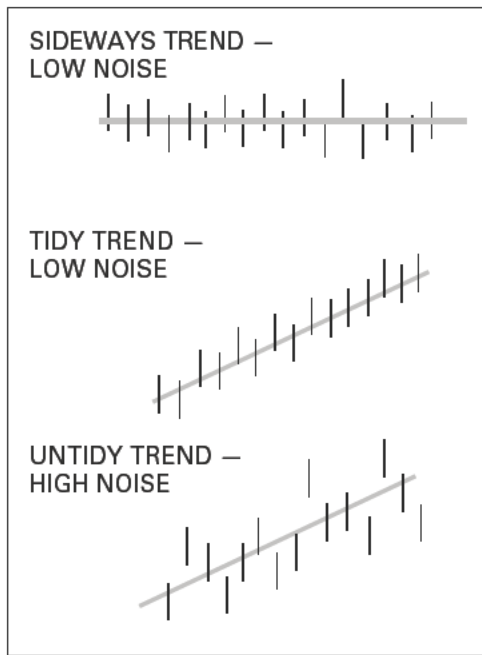 SIDEWAYS TREND —
LOW NOISE
TIDY TREND —
LOW NOISE
UNTIDY TREND —
HIGH NOISE